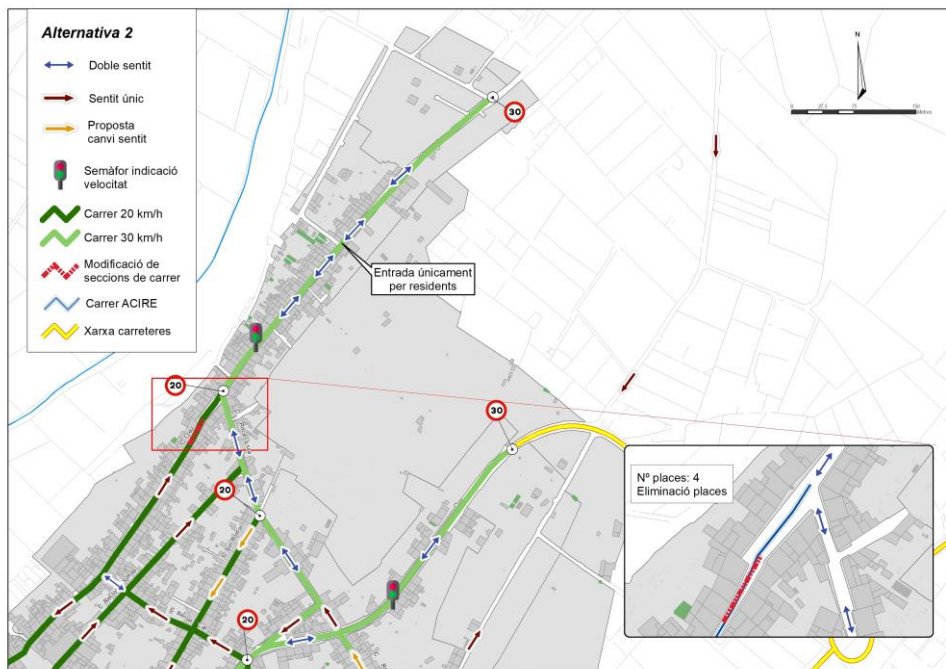 Alternativa 2
Doble sentit
Sentit únic
Proposta
canvi sentit
Semàfor indicació
velocitat
Carrer 20 km/h
Carrer 30 km/h
Modificació de
seccions de carrer
Carrer ACIRE
Xarxa carreteres
N
30
Entrada únicament
per residents
20
30
20
20
Nº places: 4
Eliminació places